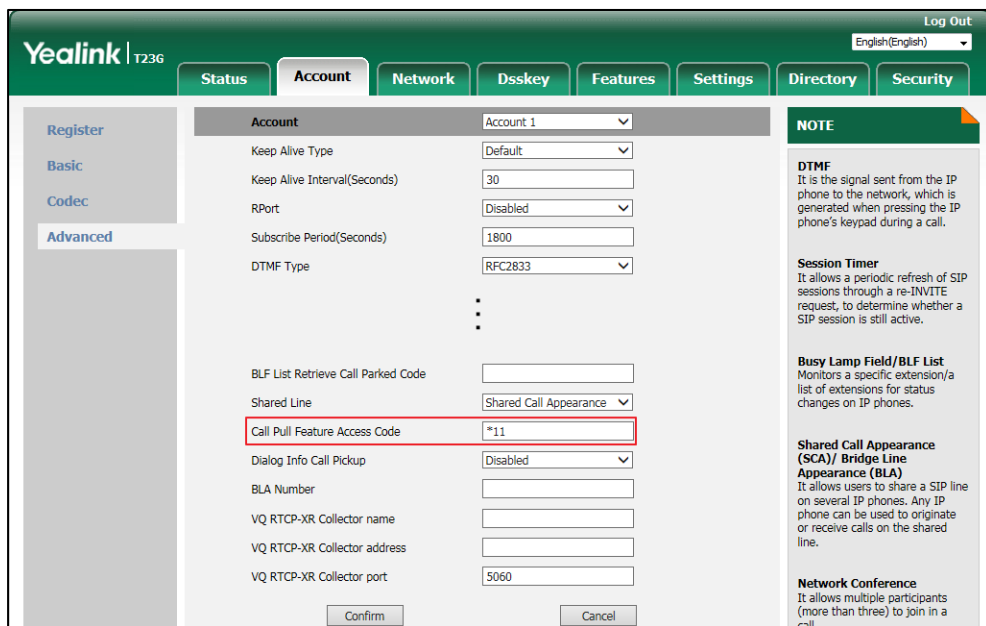 Log Out
Yealink T23G
English(English)
Status Account Network Dsskey Features Settings Directory Security
Register
Basic
Codec
Advanced
Account Account 1
Keep Alive Type Default
Keep Alive Interval(Seconds) 30
RPort Disabled
Subscribe Period(Seconds) 1800
DTMF Type RFC2833
BLF List Retrieve Call Parked Code
Shared Line Shared Call Appearance
Call Pull Feature Access Code *11
Dialog Info Call Pickup Disabled
BLA Number
VQ RTCP-XR Collector name
VQ RTCP-XR Collector address
VQ RTCP-XR Collector port 5060
Confirm Cancel
NOTE
DTMF
It is the signal sent from the IP
phone to the network, which is
generated when pressing the IP
phone's keypad during a call.
Session Timer
It allows a periodic refresh of SIP
sessions through a re-INVITE
request, to determine whether a
SIP session is still active.
Busy Lamp Field/BLF List
Monitors a specific extension/a
list of extensions for status
changes on IP phones.
Shared Call Appearance
(SCA)/ Bridge Line
Appearance (BLA)
It allows users to share a SIP line
on several IP phones. Any IP
phone can be used to originate
or receive calls on the shared
line.
Network Conference
It allows multiple participants
(more than three) to join in a
call